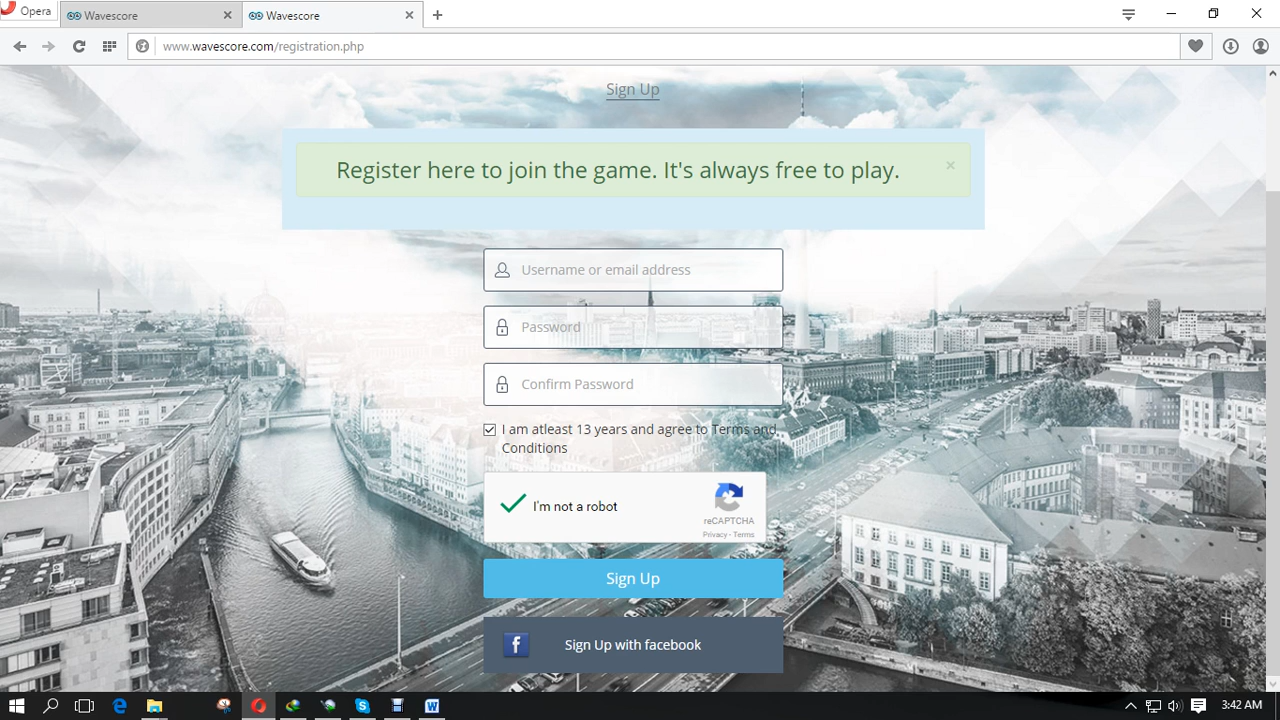 Opera
Wavescore
Wavescore
www.wavescore.com/registration.php
Sign Up
Register here to join the game. It's always free to play.
Username or email address
Password
Confirm Password
I am atleast 13 years and agree to Terms and
Conditions
I'm not a robot
reCAPTCHA
Privacy - Terms
Sign Up
Sign Up with facebook
3:42 AM